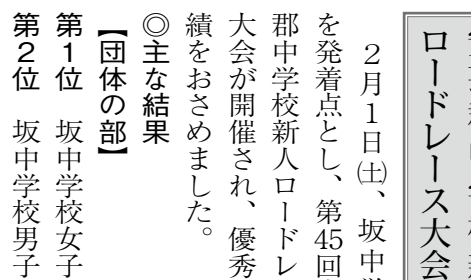 ロードレース大会
２月１日㈯、坂中学
を発着点とし、第45回
郡中学校新人ロードレ
大会が開催され、優秀
績をおさめました。
◎主な結果
【団体の部】
第１位　坂中学校女子
第２位　坂中学校男子